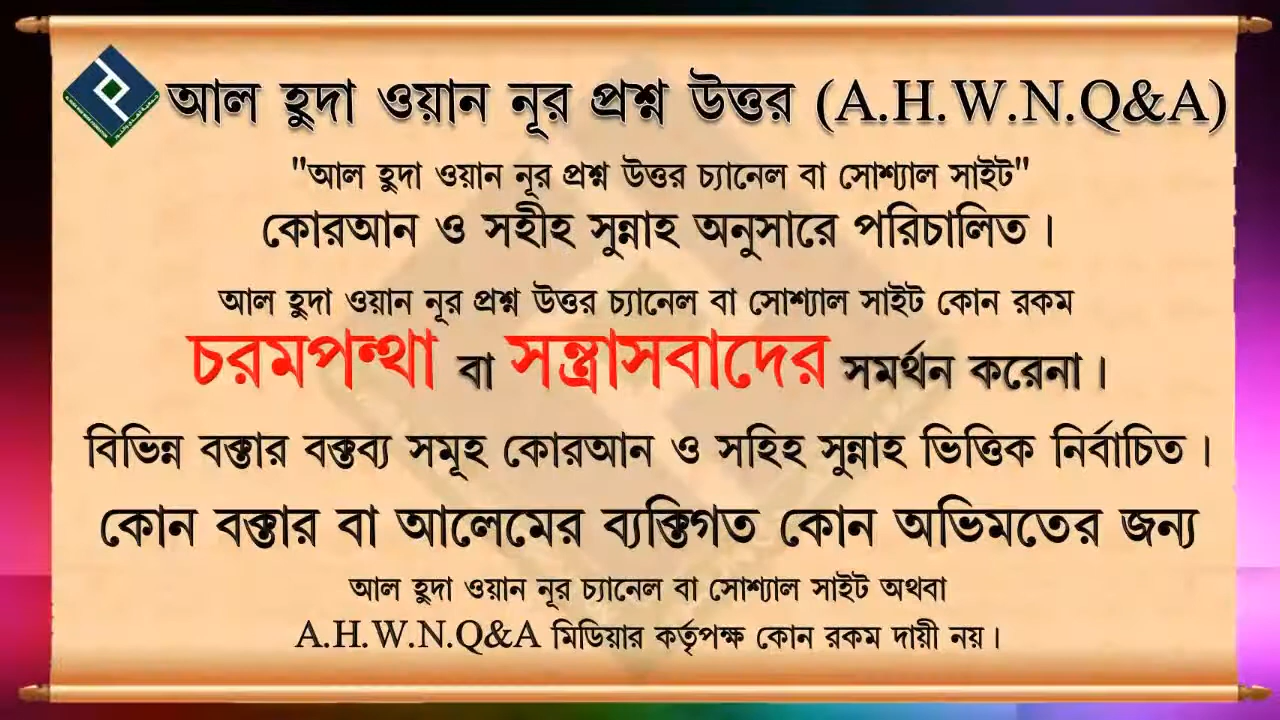 আল হুদা ওয়ান নূর প্রশ্ন উত্তর (A.H.W.N.Q&A)
"আল হুদা ওয়ান নূর প্রশ্ন উত্তর চ্যানেল বা সোশ্যাল সাইট"
কোরআন ও সহীহ সুন্নাহ অনুসারে পরিচালিত।
আল হুদা ওয়ান নূর প্রশ্ন উত্তর চ্যানেল বা সোশ্যাল সাইট কোন রকম
চরমপন্থা বা সন্ত্রাসবাদের সমর্থন করেনা।
বিভিন্ন বক্তার বক্তব্য সমূহ কোরআন ও সহিহ সুন্নাহ ভিত্তিক নির্বাচিত।
কোন বক্তার বা আলেমের ব্যক্তিগত কোন অভিমতের জন্য
আল হুদা ওয়ান নূর চ্যানেল বা সোশ্যাল সাইট অথবা
A.H.W.N.Q&A মিডিয়ার কর্তৃপক্ষ কোন রকম দায়ী নয়।